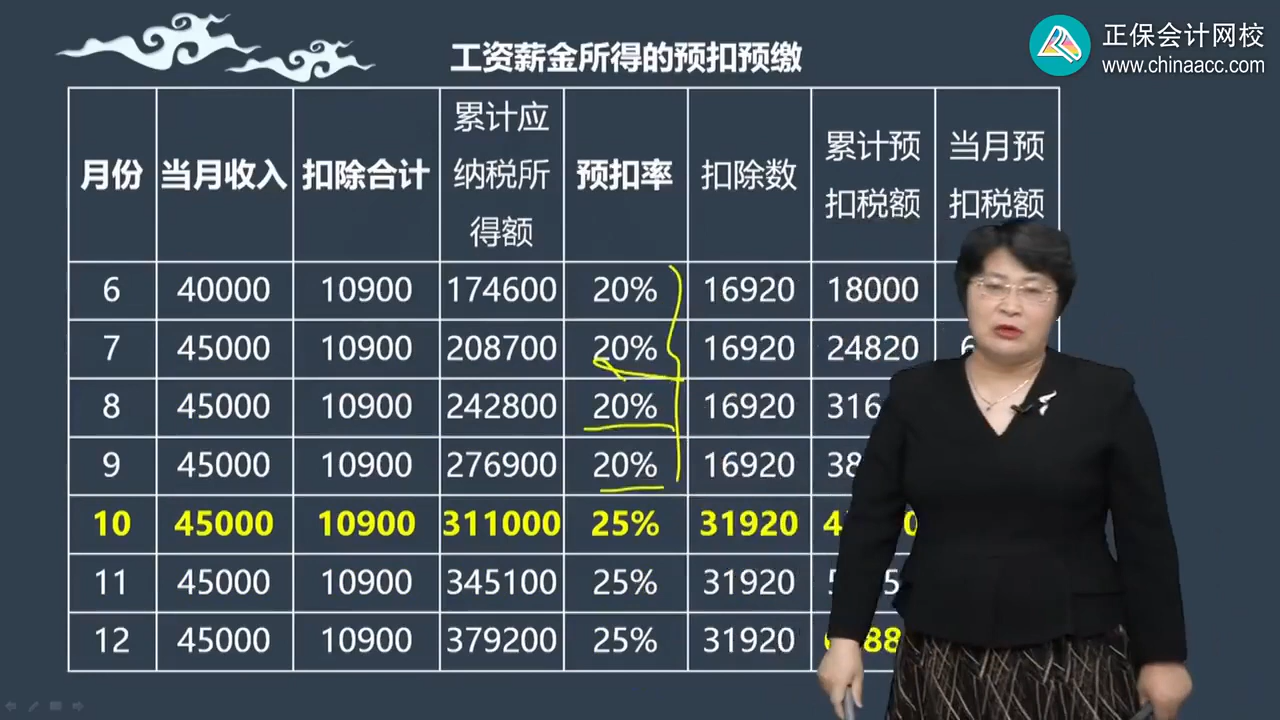 正保会计网校
www.chinaacc.com
工资薪金所得的预扣预缴
月份 当月收入 扣除合计 累计应纳税所得额 预扣率 扣除数 累计预扣税额 当月预扣税额
6 40000 10900 174600 20% 16920 18000
7 45000 10900 208700 20% 16920 24820
8 45000 10900 242800 20% 16920
9 45000 10900 276900 20% 16920
10 45000 10900 311000 25% 31920
11 45000 10900 345100 25% 31920
12 45000 10900 379200 25% 31920